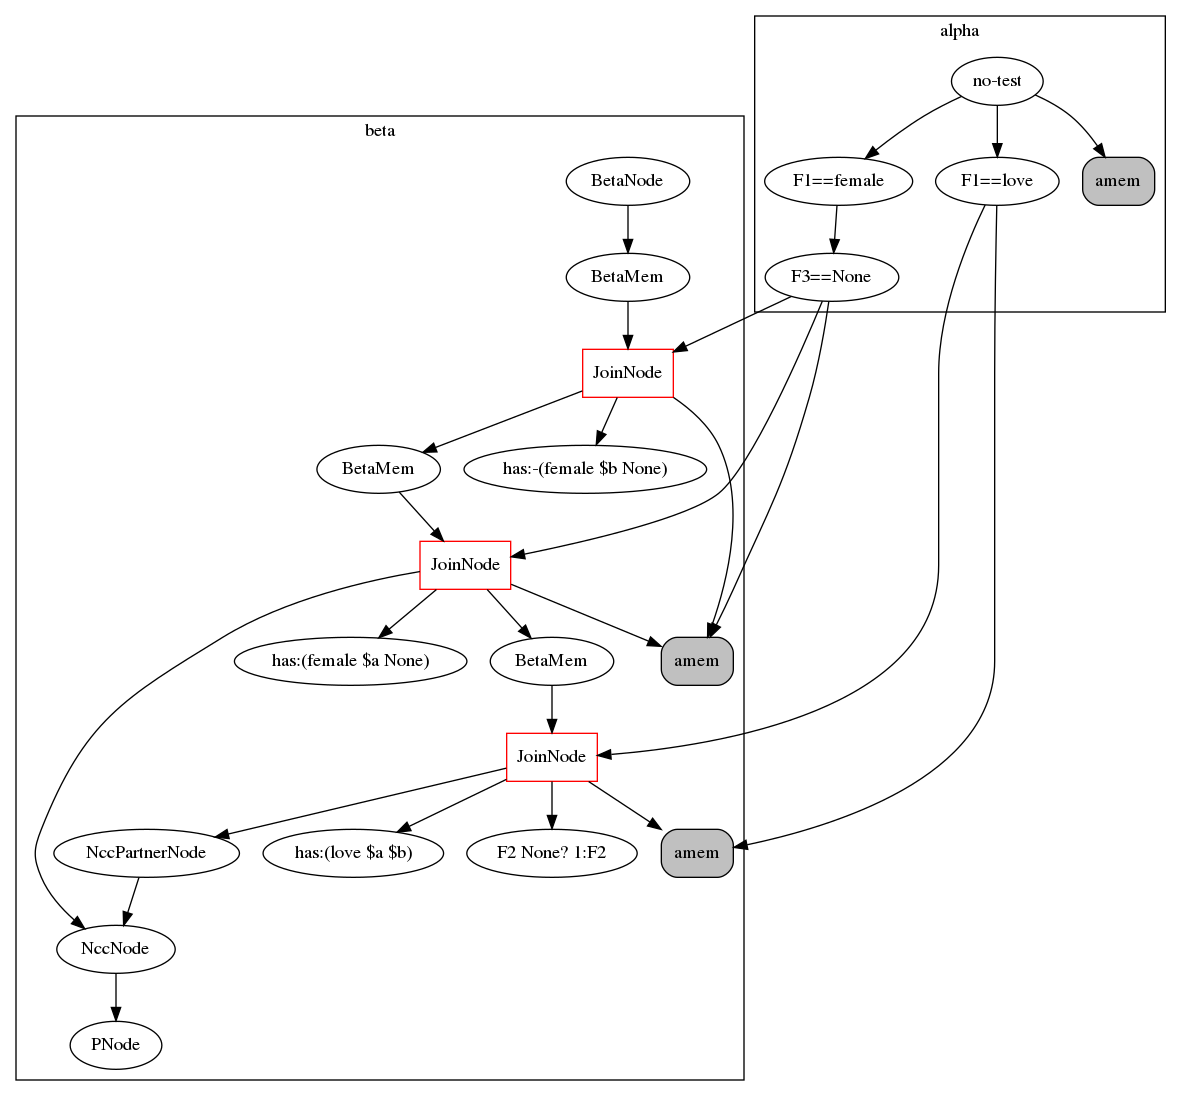 alpha
no-test
beta
BetaNode
F1==female
F1==love
amem
BetaMem
F3==None
JoinNode
BetaMem
has:-(female $b None)
JoinNode
has:(female $a None)
BetaMem
amem
JoinNode
NccPartnerNode
has:(love $a $b)
F2 None? 1:F2
amem
NccNode
PNode